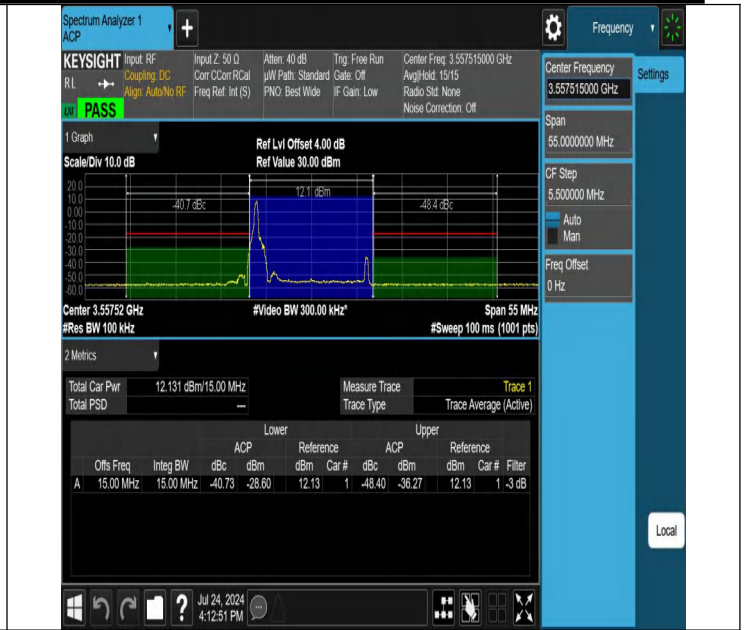 Spectrum Analyzer 1
ACP
+
Frequency
KEYSIGHT
RL
PASS
Input: RF
Coupling: DC
Align: Auto/No RF
Input Z: 50 Ω
Corr CCorr RCal
Freq Ref: Int (S)
Atten: 40 dB
µW Path: Standard
PNO: Best Wide
Trig: Free Run
Gate: Off
IF Gain: Low
Center Freq: 3.557515000 GHz
Avg|Hold: 15/15
Radio Std: None
Noise Correction: Off
Center Frequency
3.557515000 GHz
Settings
Span
55.0000000 MHz
CF Step
5.500000 MHz
Auto
Man
Freq Offset
0 Hz
1 Graph
Scale/Div 10.0 dB
Ref Lvl Offset 4.00 dB
Ref Value 30.00 dBm
20.0
10.0
0.00
-10.0
-20.0
-30.0
-40.0
-50.0
-60.0
-40.7 dBc
12.1 dBm
-48.4 dBc
Center 3.55752 GHz
#Video BW 300.00 kHz*
Span 55 MHz
#Res BW 100 kHz
#Sweep 100 ms (1001 pts)
2 Metrics
Total Car Pwr 12.131 dBm/15.00 MHz
Total PSD ---
Measure Trace Trace 1
Trace Type Trace Average (Active)
Lower Upper
ACP Reference ACP Reference
Offs Freq Integ BW dBc dBm dBm Car # dBc dBm dBm Car # Filter
A 15.00 MHz 15.00 MHz -40.73 -28.60 12.13 1 -48.40 -36.27 12.13 1 -3 dB
Local
?
Jul 24, 2024
4:12:51 PM